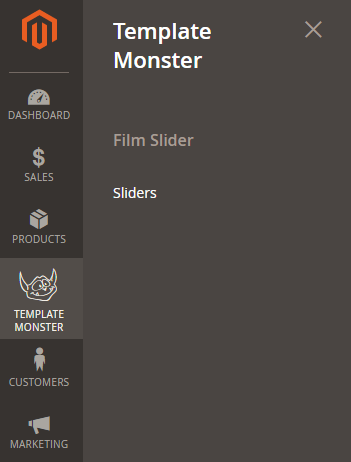 DASHBOARD
SALES
PRODUCTS
TEMPLATE
MONSTER
CUSTOMERS
MARKETING
Template
Monster
Film Slider
Sliders